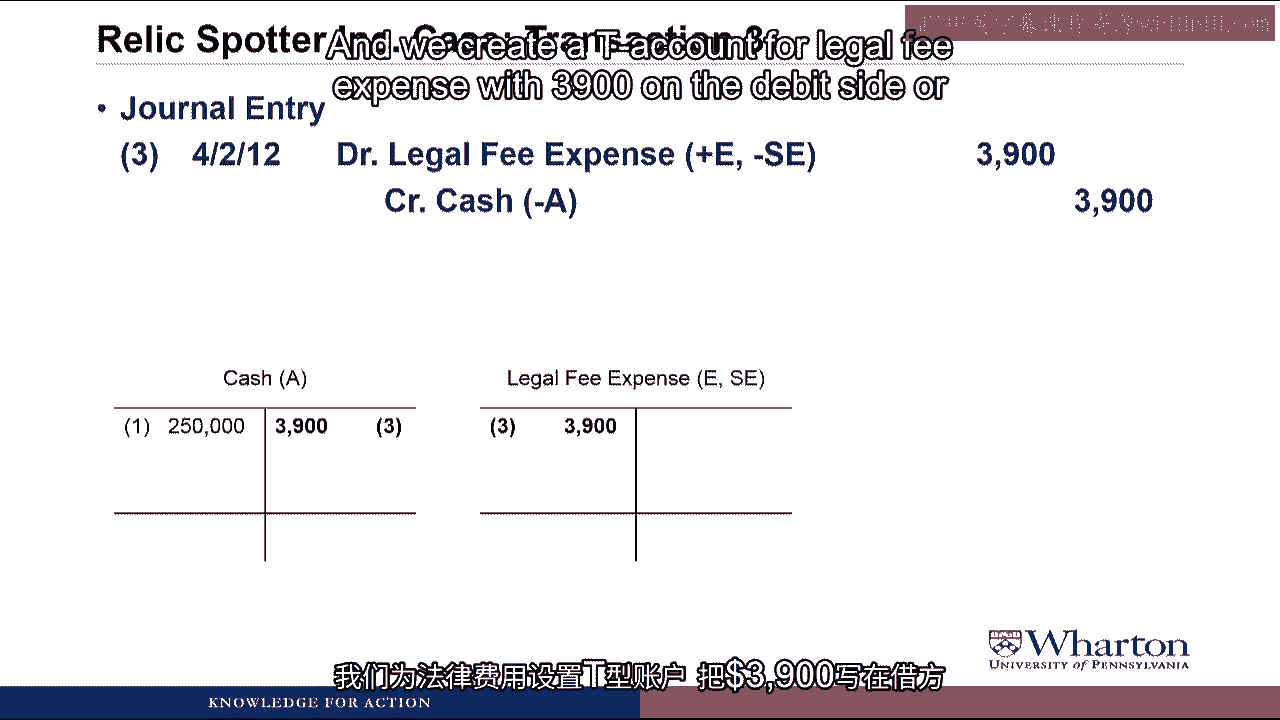 Relic Spotter Inc. Case: Transaction 3
And we create a T-account for legal fee
expense with 3900 on the debit side or
• Journal Entry
(3) 4/2/12 Dr. Legal Fee Expense (+E, -SE) 3,900
Cr. Cash (-A) 3,900
Cash (A)
(1) 250,000 3,900 (3)
Legal Fee Expense (E, SE)
(3) 3,900
Wharton
UNIVERSITY of PENNSYLVANIA
我们为法律费用设置T型账户 把$3,900写在借方
KNOWLEDGE FOR ACTION